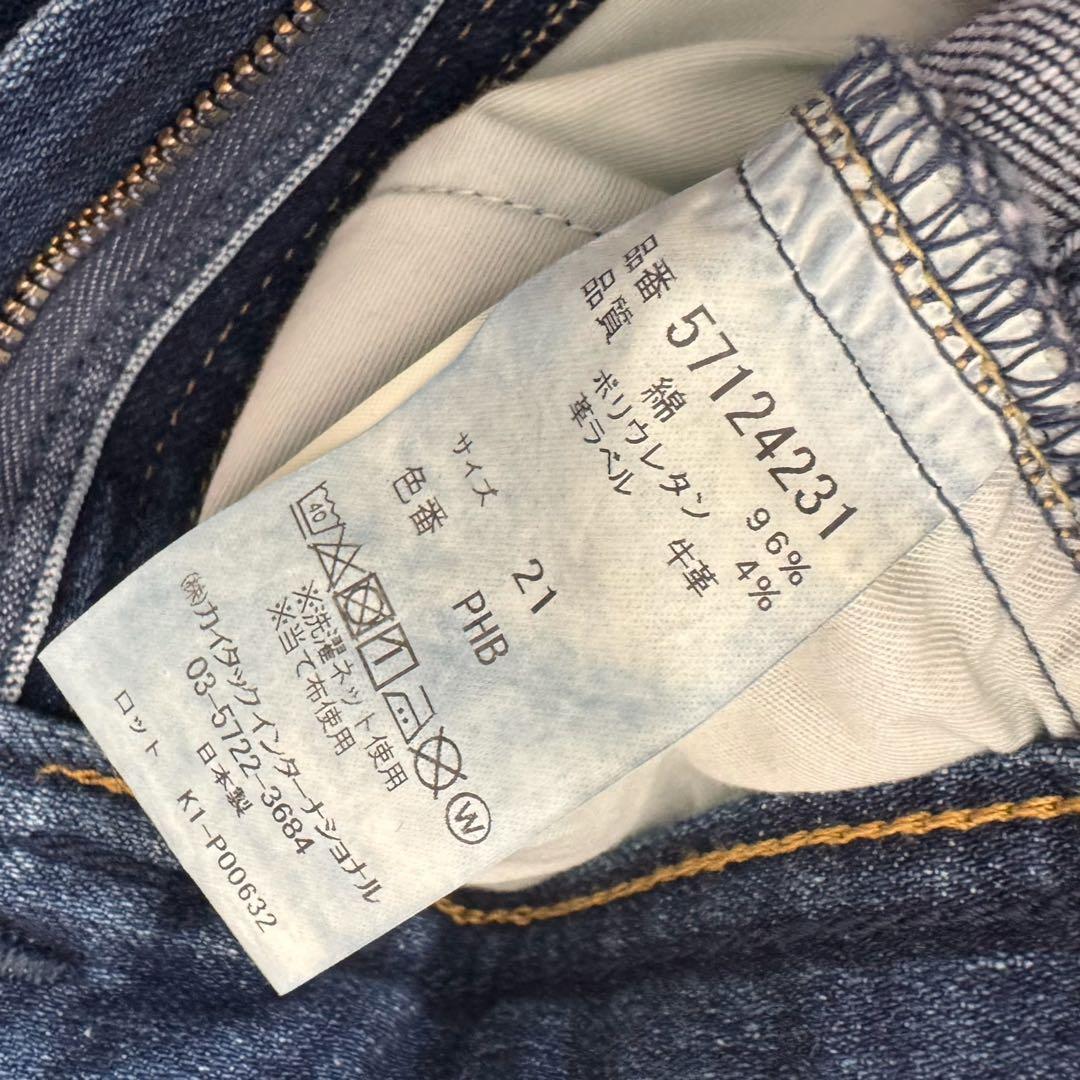 品番 57124231
品質 綿 96%
ポリウレタン 4%
革ラベル 牛革
サイズ 21
色番 PHB
40 W
※洗濯ネット使用
※当て布使用
(株)カイタックインターナショナル
03-5722-3684
日本製
ロット K1-P00632